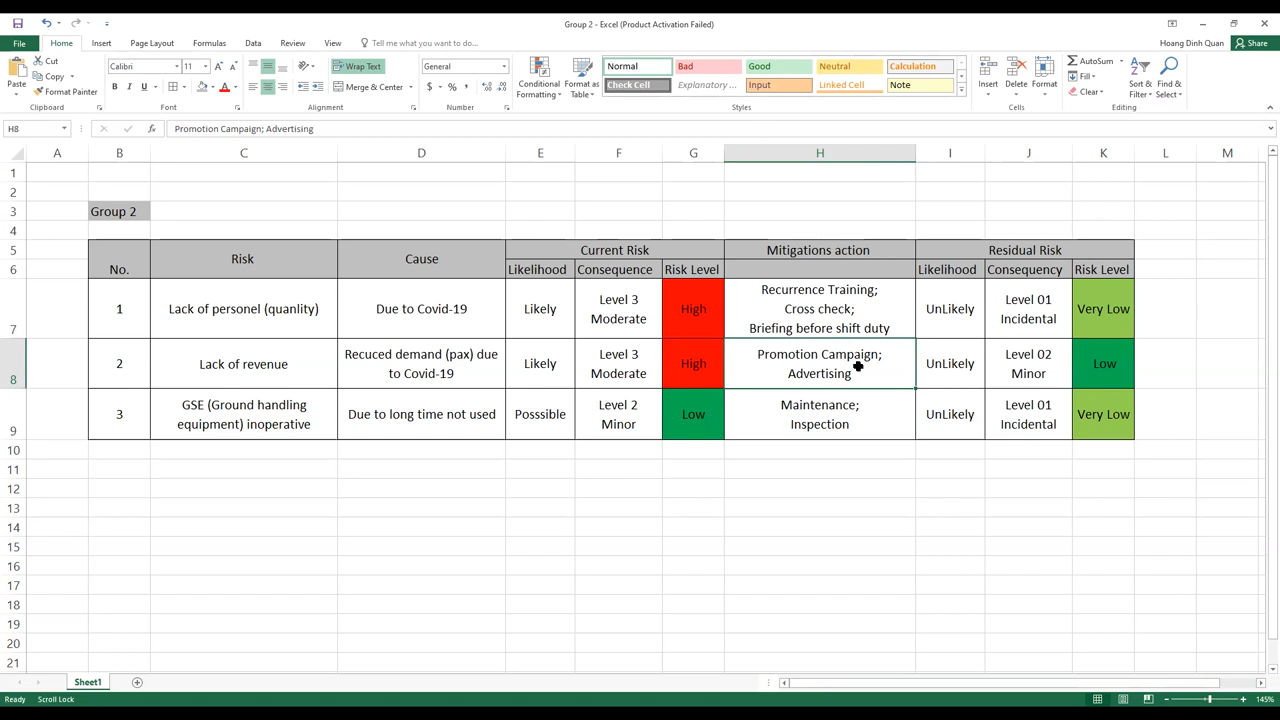 Group 2 - Excel (Product Activation Failed)
File Home Insert Page Layout Formulas Data Review View Tell me what you want to do... Hoang Dinh Quan Share
Cut
Copy
Format Painter
Paste
Clipboard
Calibri 11
B I U
Font
Wrap Text
Merge & Center
Alignment
General
$ % ,
Number
Conditional Formatting
Format as Table
Normal Bad Good Neutral Calculation
Check Cell Explanatory ... Input Linked Cell Note
Styles
Insert Delete Format
Cells
AutoSum
Fill
Clear
Sort & Filter
Find & Select
Editing
H8 fx Promotion Campaign; Advertising
A B C D E F G H I J K L M
1
2
3 Group 2
4
5 Current Risk Mitigations action Residual Risk
6 No. Risk Cause Likelihood Consequence Risk Level Likelihood Consequency Risk Level
7 1 Lack of personel (quanlity) Due to Covid-19 Likely Level 3 Moderate High Recurrence Training; Cross check; Briefing before shift duty UnLikely Level 01 Incidental Very Low
8 2 Lack of revenue Recuced demand (pax) due to Covid-19 Likely Level 3 Moderate High Promotion Campaign; Advertising UnLikely Level 02 Minor Low
9 3 GSE (Ground handling equipment) inoperative Due to long time not used Posssible Level 2 Minor Low Maintenance; Inspection UnLikely Level 01 Incidental Very Low
10
11
12
13
14
15
16
17
18
19
20
21
Sheet1
Ready Scroll Lock 145%